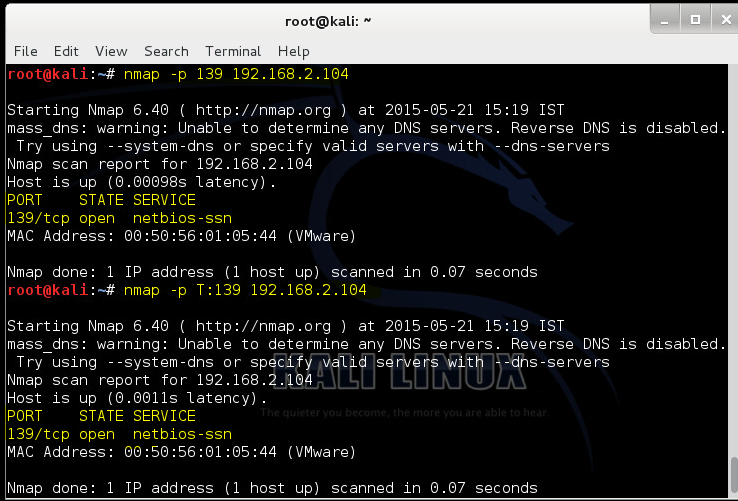 root@kali: ~
File Edit View Search Terminal Help
root@kali:~# nmap -p 139 192.168.2.104
Starting Nmap 6.40 ( http://nmap.org ) at 2015-05-21 15:19 IST
mass_dns: warning: Unable to determine any DNS servers. Reverse DNS is disabled.
 Try using --system-dns or specify valid servers with --dns-servers
Nmap scan report for 192.168.2.104
Host is up (0.00098s latency).
PORT    STATE SERVICE
139/tcp open  netbios-ssn
MAC Address: 00:50:56:01:05:44 (VMware)
Nmap done: 1 IP address (1 host up) scanned in 0.07 seconds
root@kali:~# nmap -p T:139 192.168.2.104
Starting Nmap 6.40 ( http://nmap.org ) at 2015-05-21 15:19 IST
mass_dns: warning: Unable to determine any DNS servers. Reverse DNS is disabled.
 Try using --system-dns or specify valid servers with --dns-servers
Nmap scan report for 192.168.2.104
KALI LINUX
Host is up (0.0011s latency).
The quieter you become, the more you are able to hear.
PORT    STATE SERVICE
139/tcp open  netbios-ssn
MAC Address: 00:50:56:01:05:44 (VMware)
Nmap done: 1 IP address (1 host up) scanned in 0.07 seconds